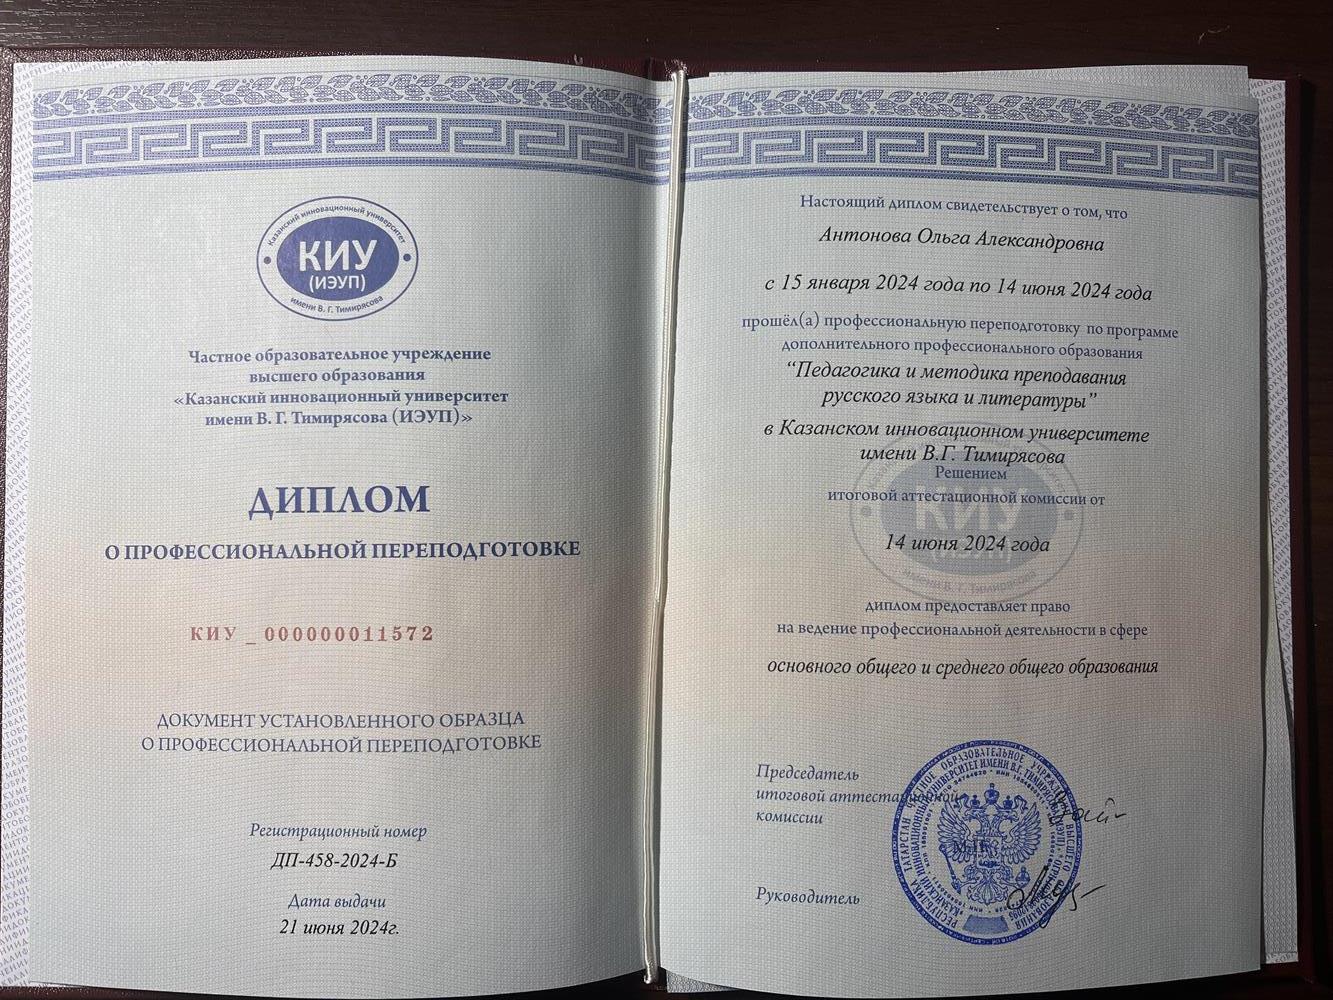 Казанский инновационный университет
КИУ
(ИЭУП)
имени В. Г. Тимирясова
Частное образовательное учреждение
высшего образования
«Казанский инновационный университет
имени В. Г. Тимирясова (ИЭУП)»
ДИПЛОМ
О ПРОФЕССИОНАЛЬНОЙ ПЕРЕПОДГОТОВКЕ
КИУ _ 000000011572
ДОКУМЕНТ УСТАНОВЛЕННОГО ОБРАЗЦА
О ПРОФЕССИОНАЛЬНОЙ ПЕРЕПОДГОТОВКЕ
Регистрационный номер
ДП-458-2024-Б
Дата выдачи
21 июня 2024г.
Настоящий диплом свидетельствует о том, что
Антонова Ольга Александровна
с 15 января 2024 года по 14 июня 2024 года
прошёл(а) профессиональную переподготовку по программе
дополнительного профессионального образования
“Педагогика и методика преподавания
русского языка и литературы”
в Казанском инновационном университете
имени В.Г. Тимирясова
Решением
итоговой аттестационной комиссии от
14 июня 2024 года
диплом предоставляет право
на ведение профессиональной деятельности в сфере
основного общего и среднего общего образования
Председатель
итоговой аттестационной
комиссии
М.П.
Руководитель